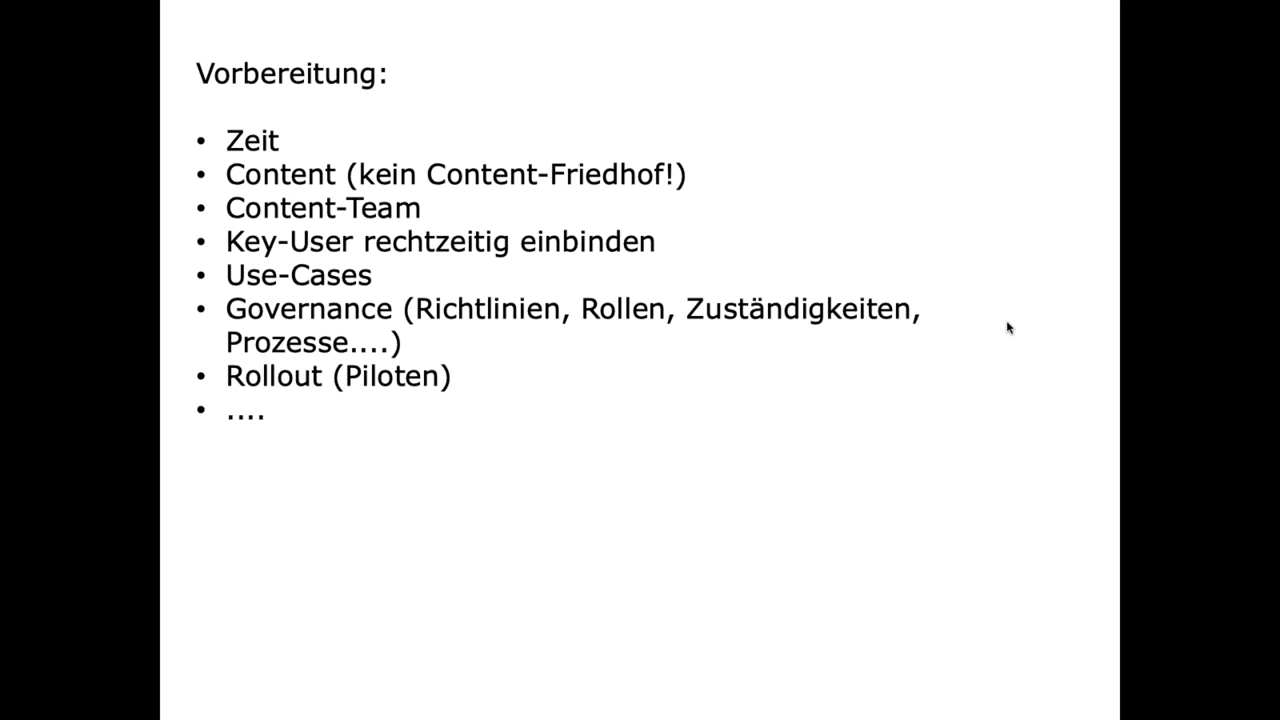 Vorbereitung:
• Zeit
• Content (kein Content-Friedhof!)
• Content-Team
• Key-User rechtzeitig einbinden
• Use-Cases
• Governance (Richtlinien, Rollen, Zuständigkeiten,
Prozesse....)
• Rollout (Piloten)
• ....